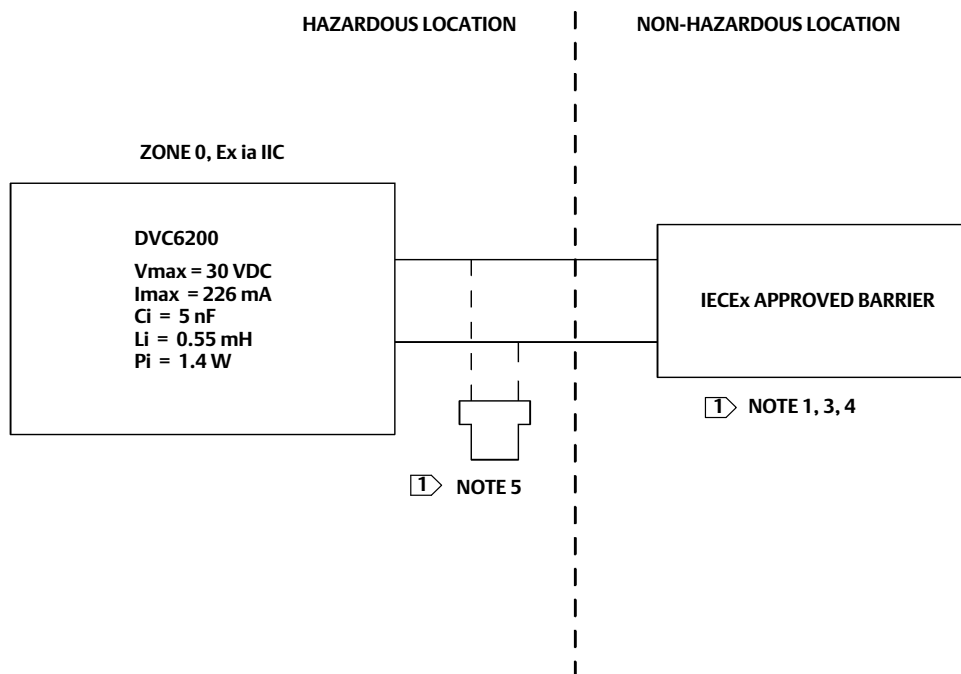 HAZARDOUS LOCATION
NON-HAZARDOUS LOCATION
ZONE 0, Ex ia IIC
DVC6200
Vmax = 30 VDC
Imax = 226 mA
Ci = 5 nF
Li = 0.55 mH
Pi = 1.4 W
IECEx APPROVED BARRIER
1 NOTE 1, 3, 4
1 NOTE 5